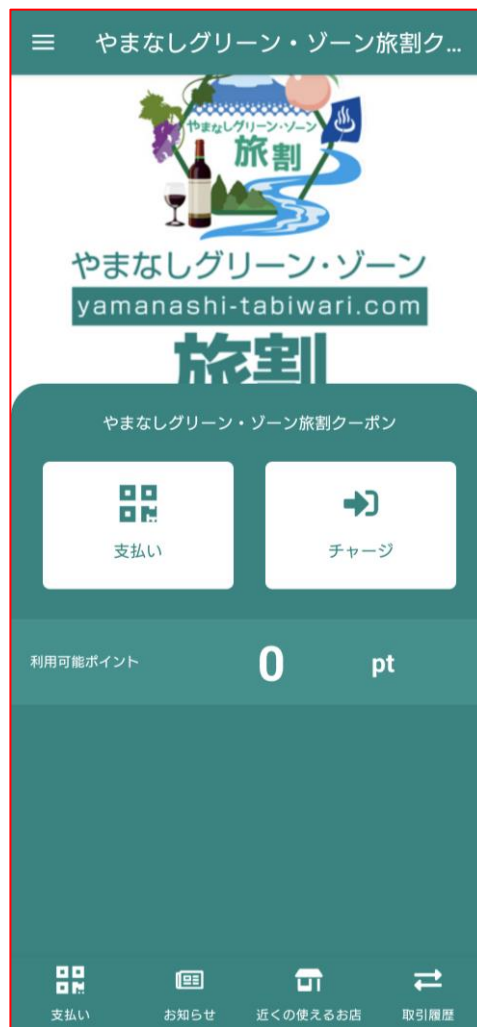 やまなしグリーン・ゾーン旅割ク...
やまなしグリーン・ゾーン
旅割
やまなしグリーン・ゾーン
yamanashi-tabiwari.com
旅割
やまなしグリーン・ゾーン旅割クーポン
支払い
チャージ
利用可能ポイント
0
pt
支払い
お知らせ
近くの使えるお店
取引履歴